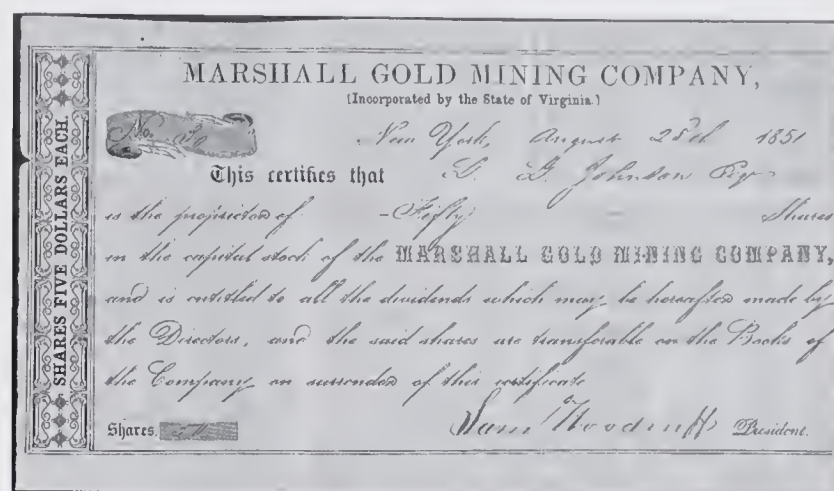 MARSHALL GOLD MINING COMPANY,
(Incorporated by the State of Virginia.)
No. 39
New York, August 1851
This certifies that Johnson Esqr
is the proprietor of - Fifty - Shares
in the capital stock of the MARSHALL GOLD MINING COMPANY,
and is entitled to all the dividends which may be hereafter made by
the Directors, and the said shares are transferable on the Books of
the Company on surrender of this certificate
Shares. Sam Woodruff President.
SHARES FIVE DOLLARS EACH.